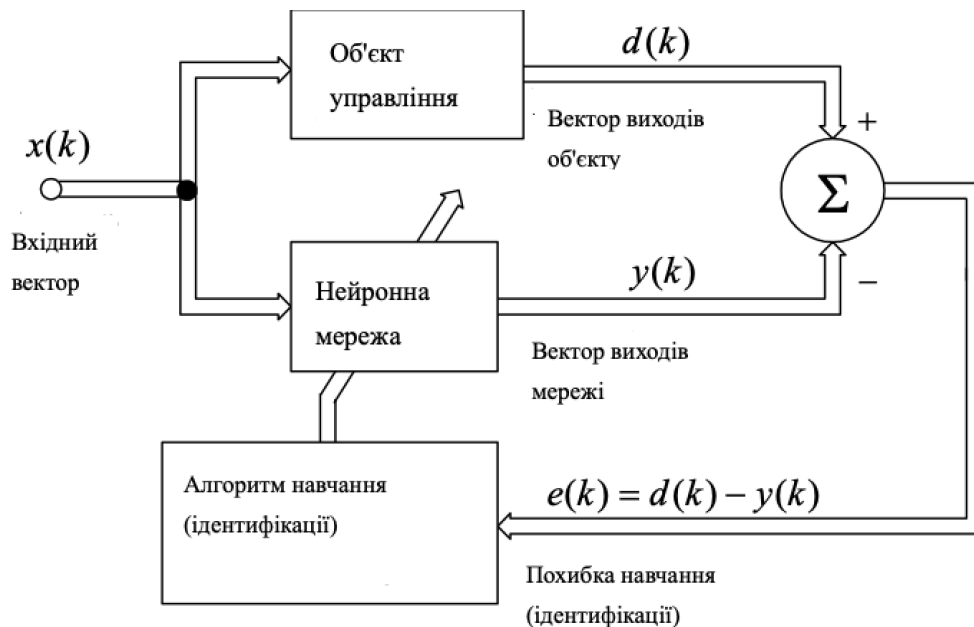 Об'єкт
управління
d(k)
Вектор виходів
об'єкту
+
x(k)
Вхідний
вектор
Σ
Нейронна
мережа
y(k)
−
Вектор виходів
мережі
Алгоритм навчання
(ідентифікації)
e(k) = d(k) − y(k)
Похибка навчання
(ідентифікації)